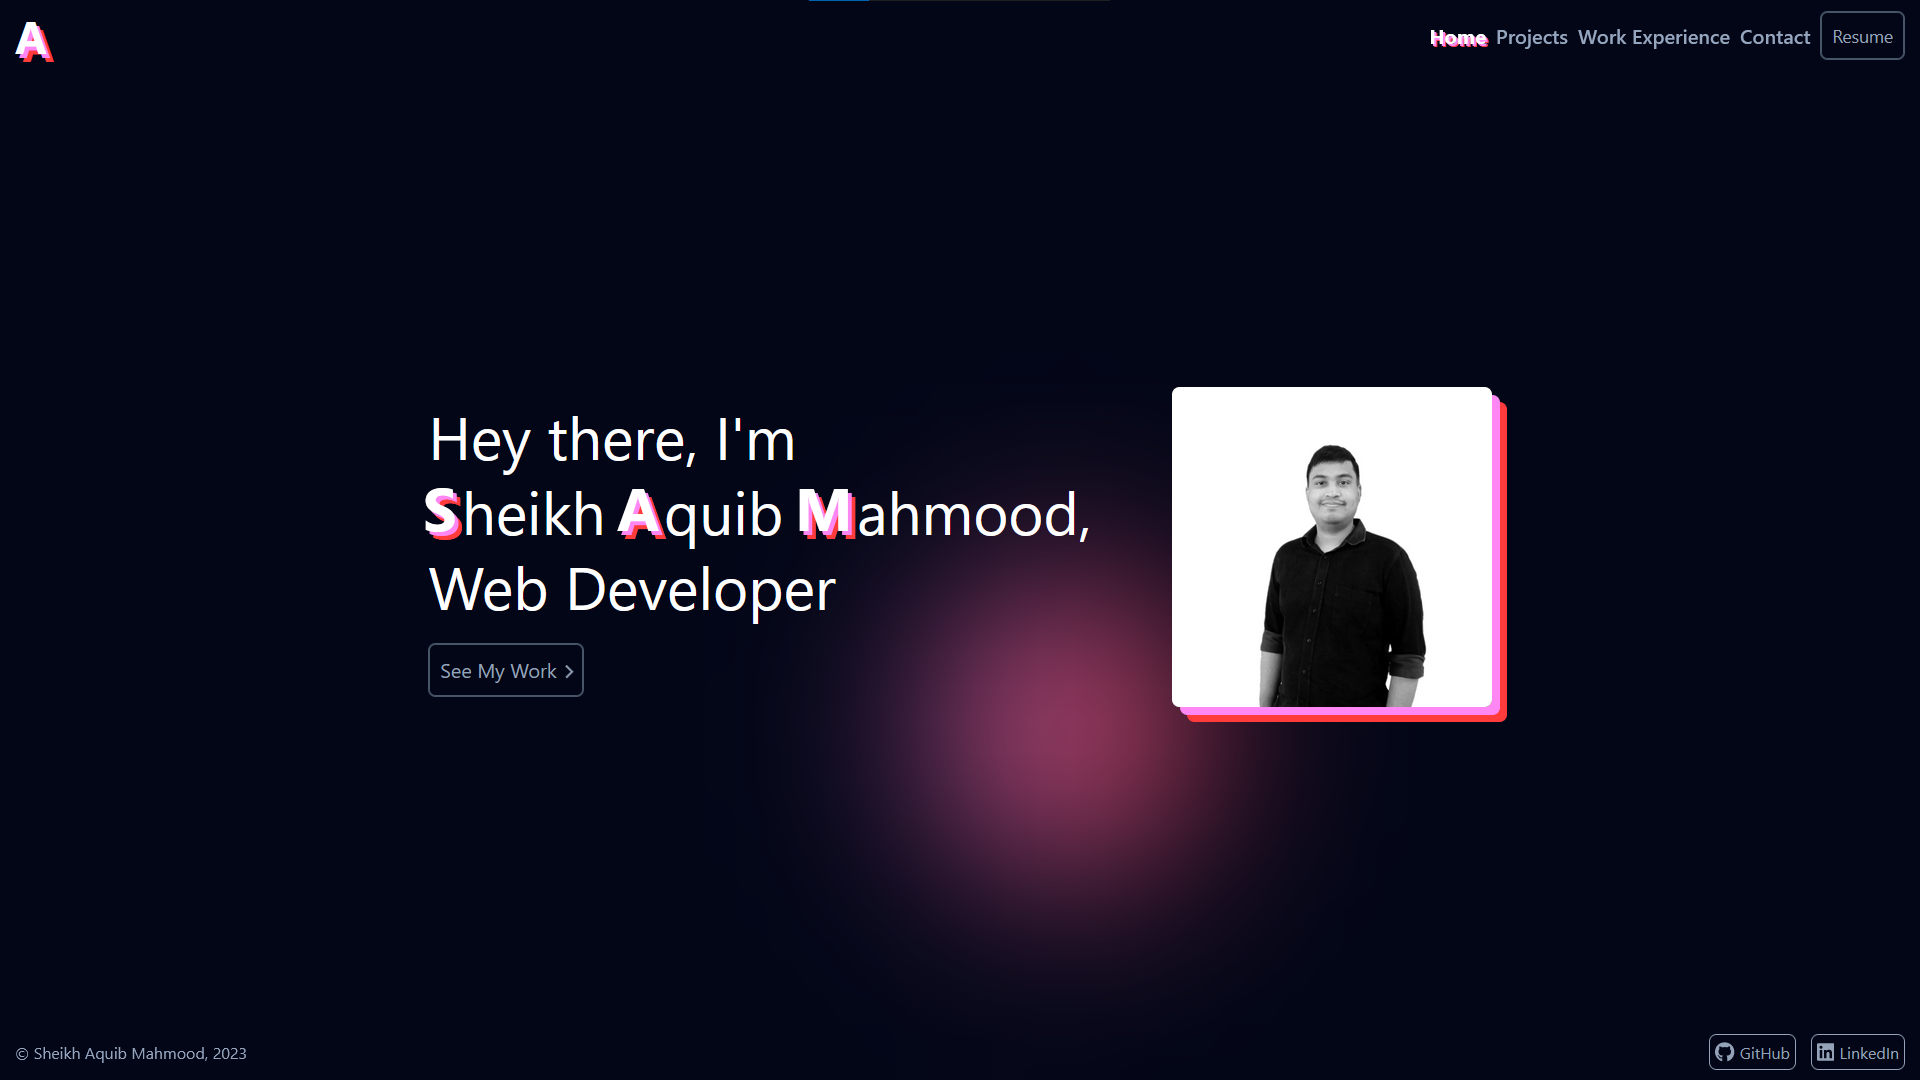 A
Home Projects Work Experience Contact Resume
Hey there, I'm
Sheikh Aquib Mahmood,
Web Developer
See My Work
© Sheikh Aquib Mahmood, 2023
GitHub LinkedIn